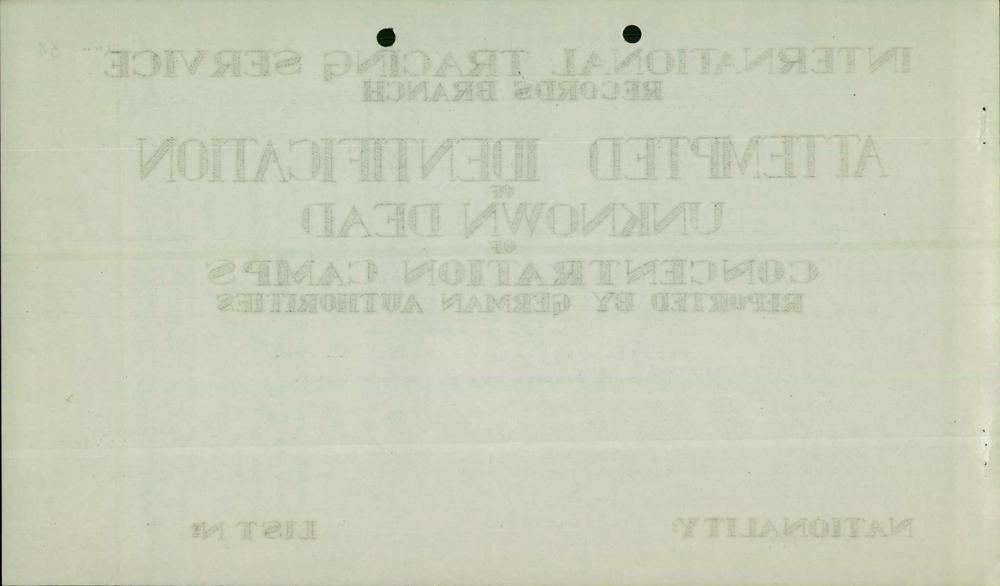 INTERNATIONAL TRACING SERVICE
RECORDS BRANCH
ATTEMPTED IDENTIFICATION
OF
UNKNOWN DEAD
OF
CONCENTRATION CAMPS
REPORTED BY GERMAN AUTHORITIES
NATIONALITY: LIST Nº